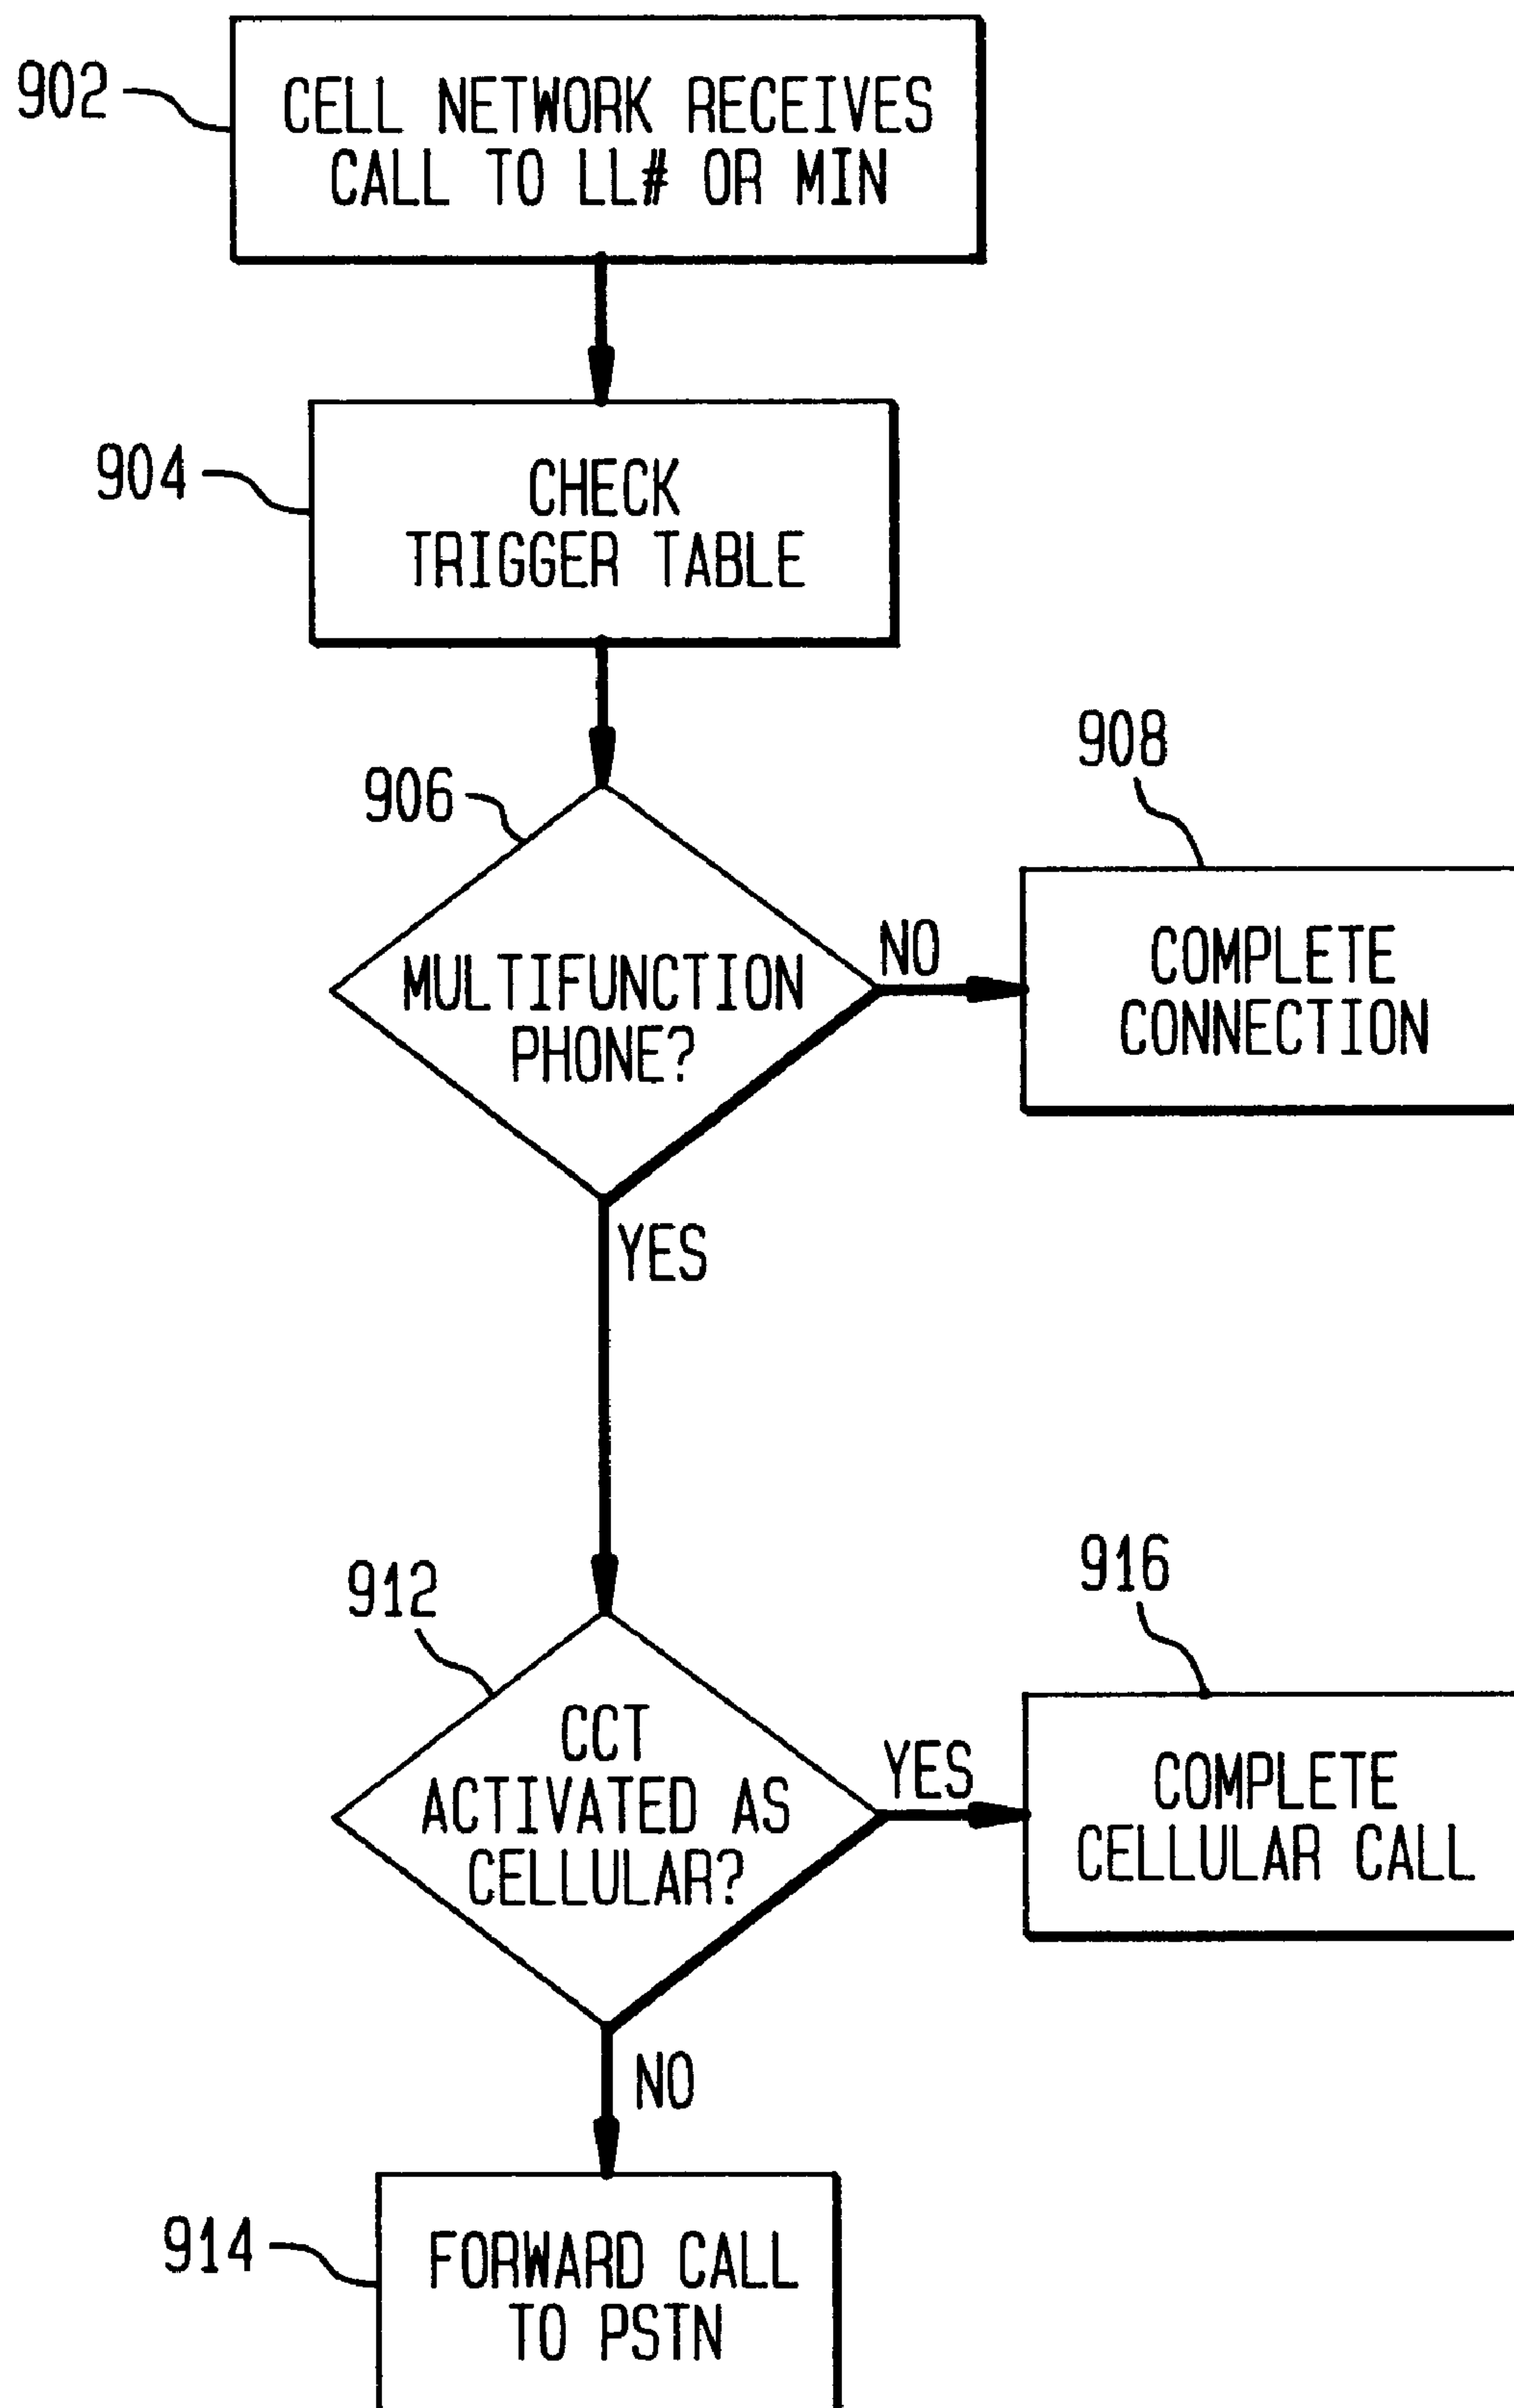 902
CELL NETWORK RECEIVES
CALL TO LL# OR MIN
904
CHECK
TRIGGER TABLE
906
MULTIFUNCTION
PHONE?
NO
908
COMPLETE
CONNECTION
YES
912
CCT
ACTIVATED AS
CELLULAR?
YES
916
COMPLETE
CELLULAR CALL
NO
914
FORWARD CALL
TO PSTN